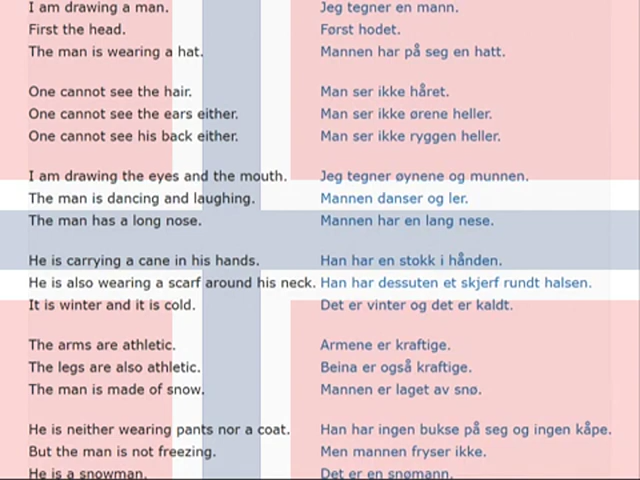 I am drawing a man. Jeg tegner en mann.
First the head. Først hodet.
The man is wearing a hat. Mannen har på seg en hatt.
One cannot see the hair. Man ser ikke håret.
One cannot see the ears either. Man ser ikke ørene heller.
One cannot see his back either. Man ser ikke ryggen heller.
I am drawing the eyes and the mouth. Jeg tegner øynene og munnen.
The man is dancing and laughing. Mannen danser og ler.
The man has a long nose. Mannen har en lang nese.
He is carrying a cane in his hands. Han har en stokk i hånden.
He is also wearing a scarf around his neck. Han har dessuten et skjerf rundt halsen.
It is winter and it is cold. Det er vinter og det er kaldt.
The arms are athletic. Armene er kraftige.
The legs are also athletic. Beina er også kraftige.
The man is made of snow. Mannen er laget av snø.
He is neither wearing pants nor a coat. Han har ingen bukse på seg og ingen kåpe.
But the man is not freezing. Men mannen fryser ikke.
He is a snowman. Det er en snømann.